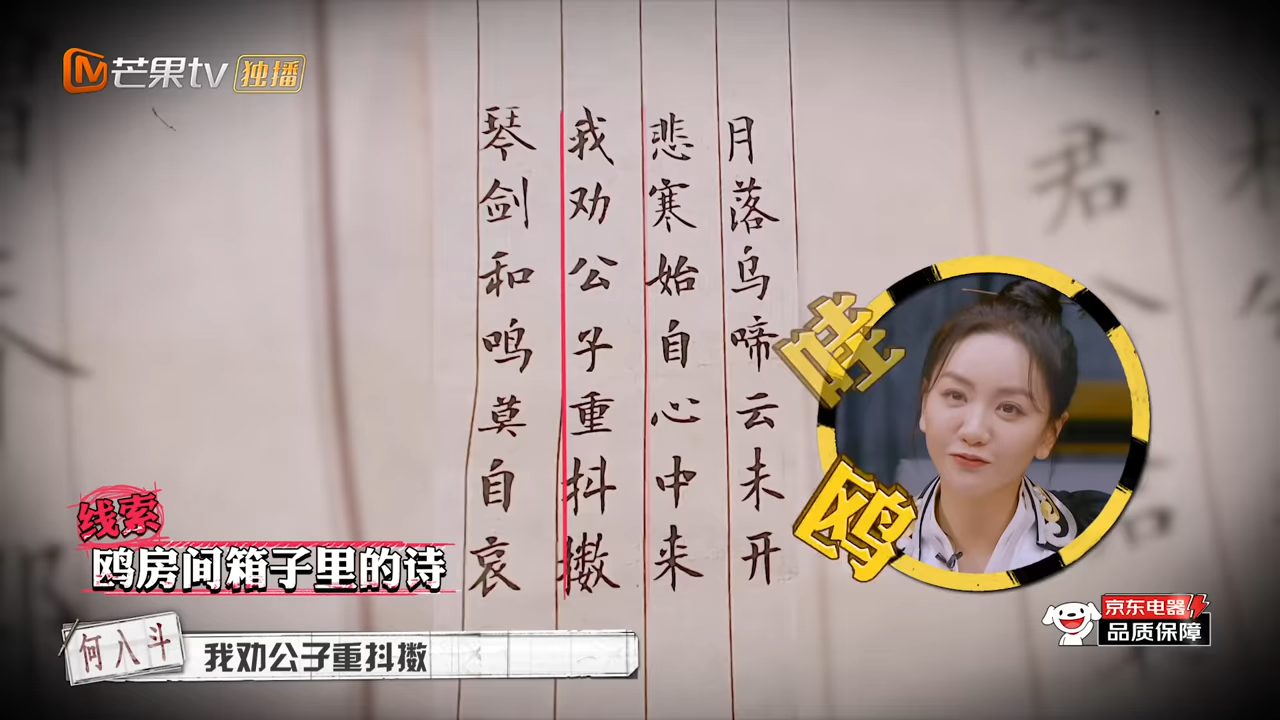 芒果tv 独播
月落乌啼云未开
悲寒始自心中来
我劝公子重抖擞
琴剑和鸣莫自哀
君
哇
鸥
线索
鸥房间箱子里的诗
何八斗
我劝公子重抖擞
京东电器
品质保障